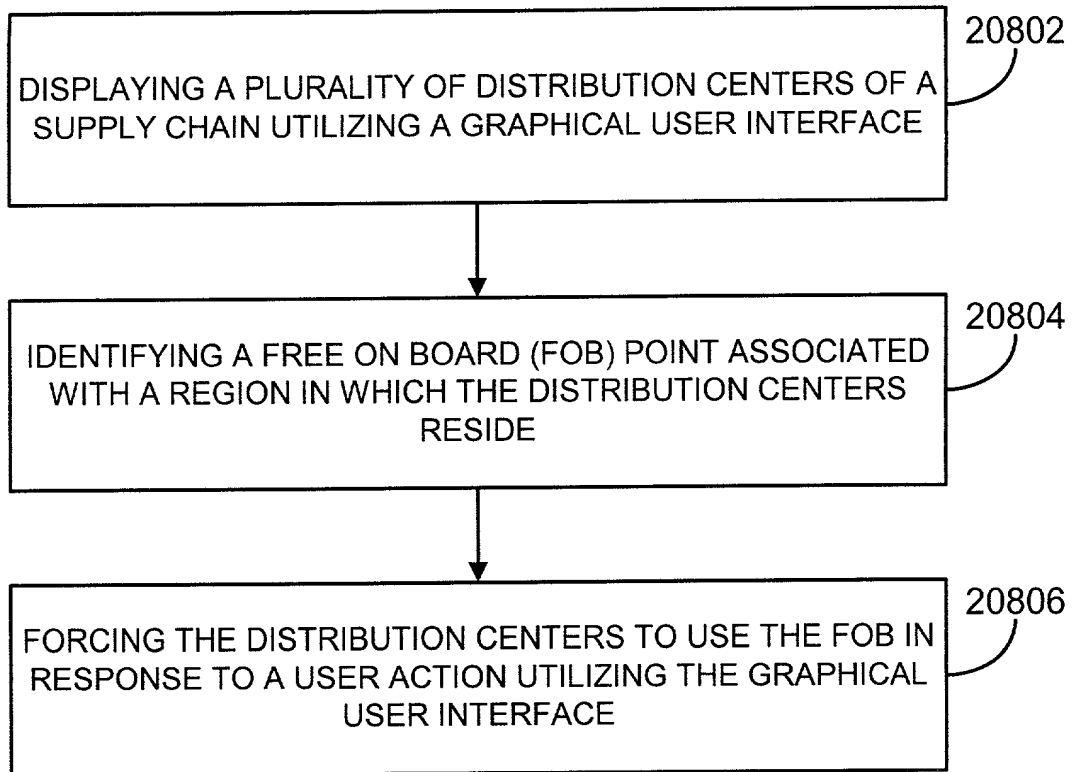 20802
DISPLAYING A PLURALITY OF DISTRIBUTION CENTERS OF A
SUPPLY CHAIN UTILIZING A GRAPHICAL USER INTERFACE
20804
IDENTIFYING A FREE ON BOARD (FOB) POINT ASSOCIATED
WITH A REGION IN WHICH THE DISTRIBUTION CENTERS
RESIDE
20806
FORCING THE DISTRIBUTION CENTERS TO USE THE FOB IN
RESPONSE TO A USER ACTION UTILIZING THE GRAPHICAL
USER INTERFACE